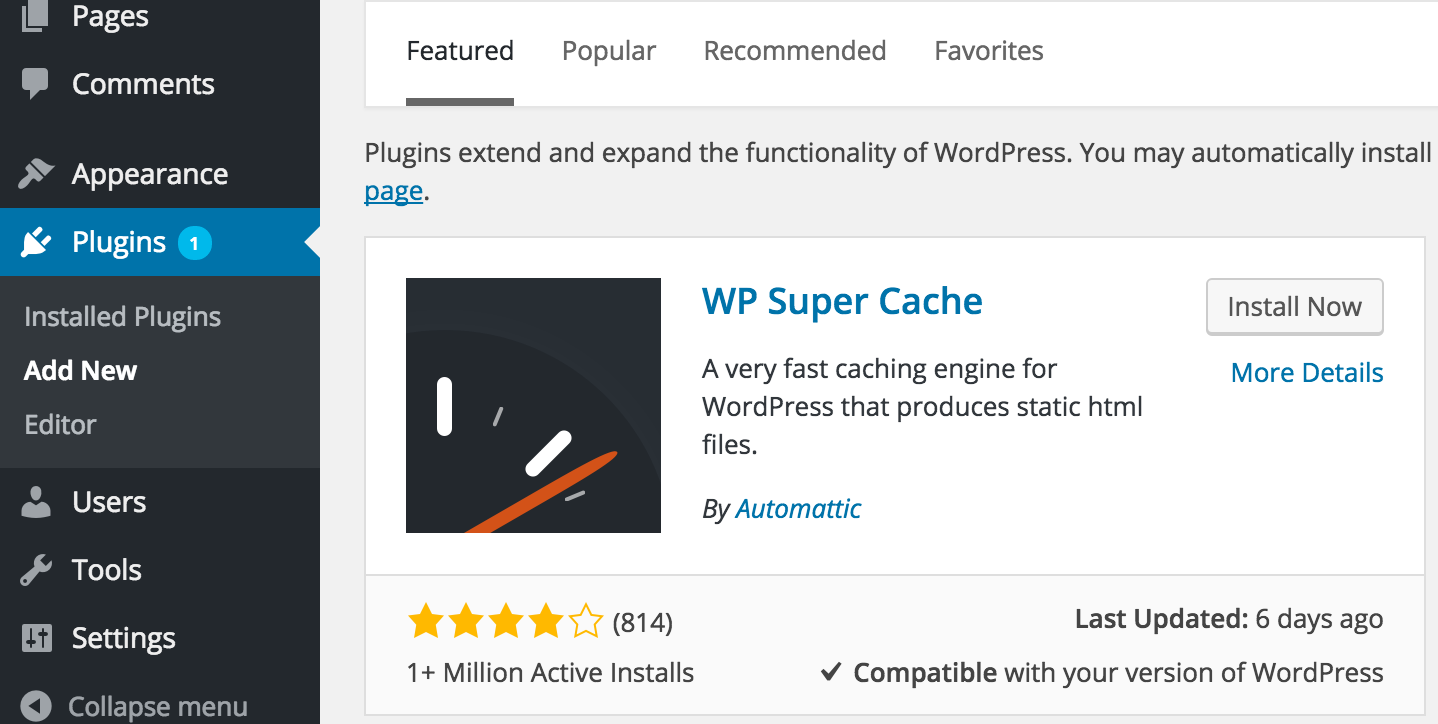 Pages
Comments
Appearance
Plugins 1
Installed Plugins
Add New
Editor
Users
Tools
Settings
Collapse menu
Featured Popular Recommended Favorites
Plugins extend and expand the functionality of WordPress. You may automatically install
page.
WP Super Cache
Install Now
More Details
A very fast caching engine for
WordPress that produces static html
files.
By Automattic
(814)
Last Updated: 6 days ago
1+ Million Active Installs
Compatible with your version of WordPress